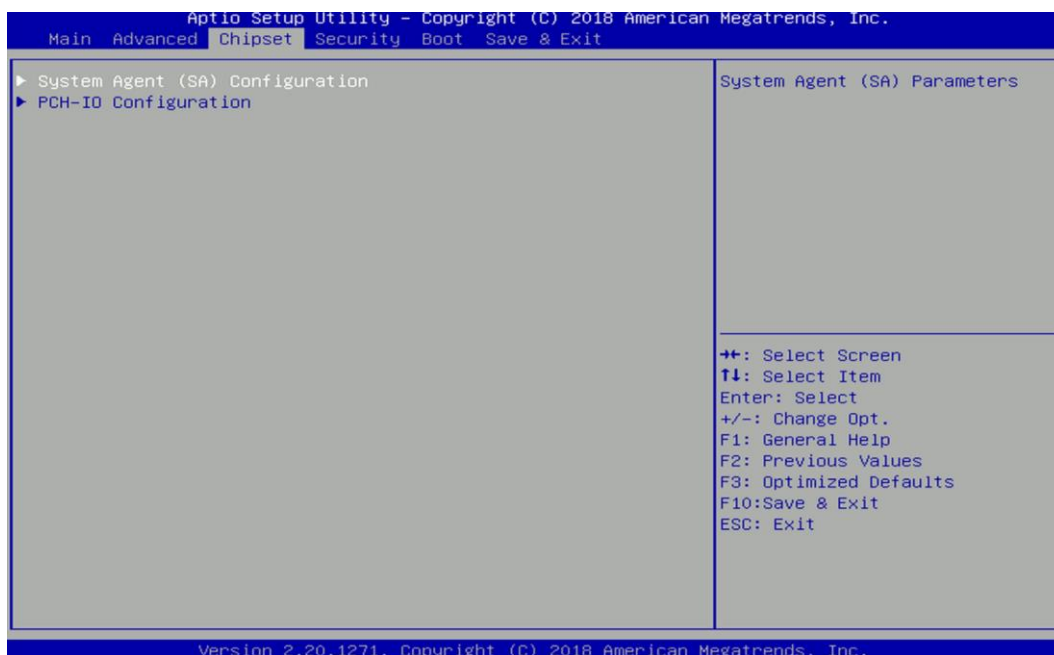 Aptio Setup Utility – Copyright (C) 2018 American Megatrends, Inc.
Main Advanced Chipset Security Boot Save & Exit
▶ System Agent (SA) Configuration
▶ PCH-IO Configuration
System Agent (SA) Parameters
→←: Select Screen
↑↓: Select Item
Enter: Select
+/-: Change Opt.
F1: General Help
F2: Previous Values
F3: Optimized Defaults
F10:Save & Exit
ESC: Exit
Version 2.20.1271. Copyright (C) 2018 American Megatrends, Inc.